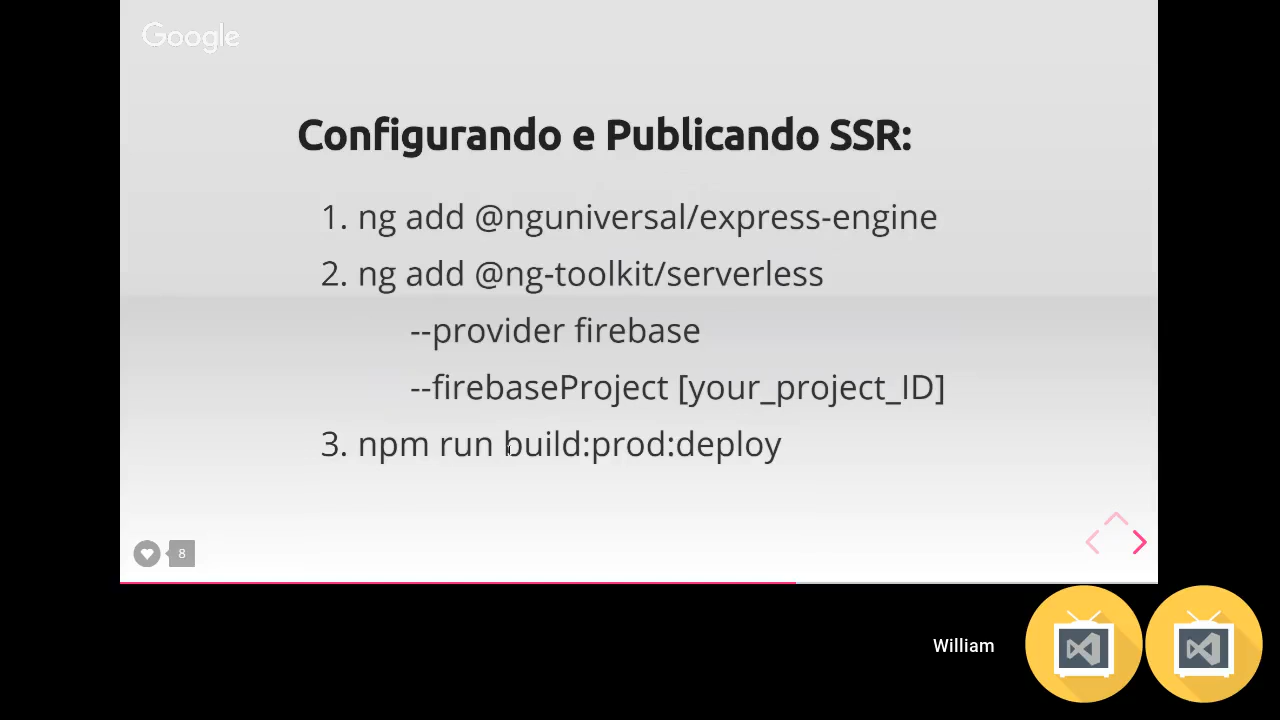 Google
Configurando e Publicando SSR:
1. ng add @nguniversal/express-engine
2. ng add @ng-toolkit/serverless
--provider firebase
--firebaseProject [your_project_ID]
3. npm run build:prod:deploy
8
William